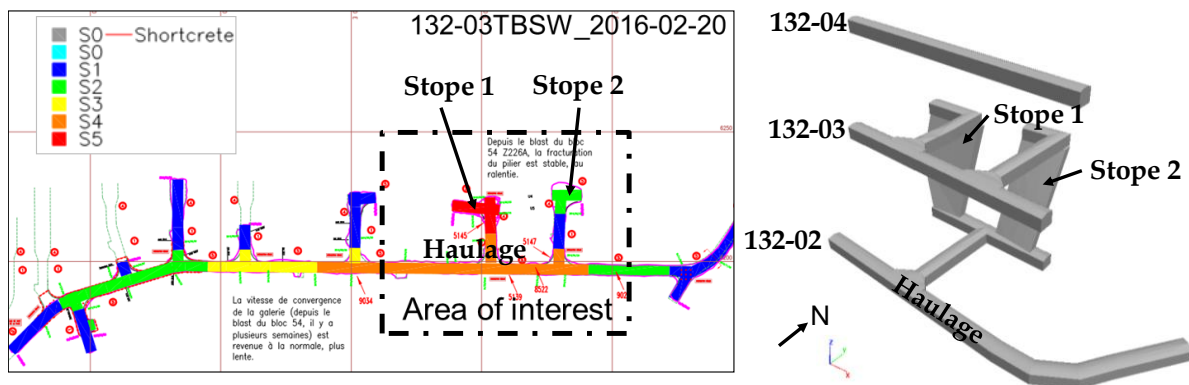 132-03TBSW_2016-02-20
S0 Shortcrete
S0
S1
S2
S3
S4
S5
Stope 1
Stope 2
Depuis le blast du bloc
54 Z226A, la fracturation
du pilier est stable, au
ralentie.
6250
5145
5147
Haulage
9034
5139
8522
902
Area of interest
La vitesse de convergence
de la galerie (depuis le
blast du bloc 54, il y a
plusieurs semaines) est
revenue à la normale, plus
lente.
132-04
132-03
132-02
Stope 1
Stope 2
Haulage
N
z
y
x